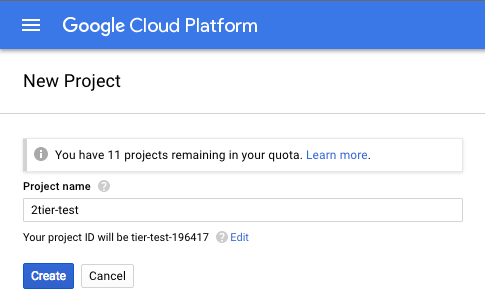 Google Cloud Platform
New Project
You have 11 projects remaining in your quota. Learn more.
Project name
2tier-test
Your project ID will be tier-test-196417 Edit
Create Cancel